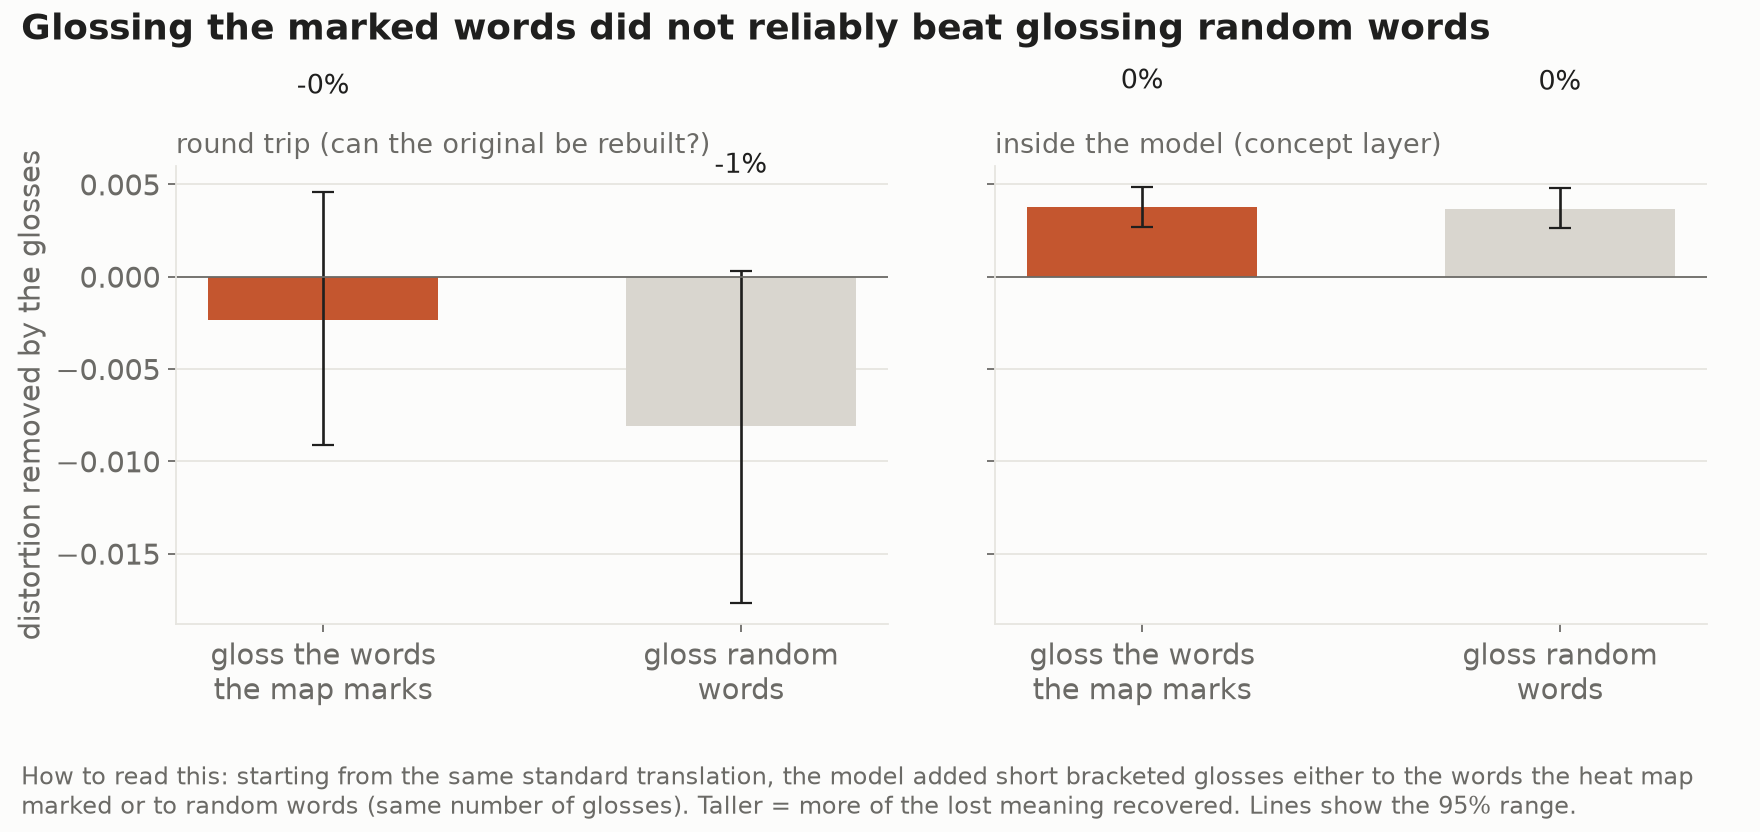 Glossing the marked words did not reliably beat glossing random words
-0%
0%
0%
round trip (can the original be rebuilt?)
-1%
inside the model (concept layer)
distortion removed by the glosses
0.005
0.000
−0.005
−0.010
−0.015
gloss the words
the map marks
gloss random
words
gloss the words
the map marks
gloss random
words
How to read this: starting from the same standard translation, the model added short bracketed glosses either to the words the heat map
marked or to random words (same number of glosses). Taller = more of the lost meaning recovered. Lines show the 95% range.